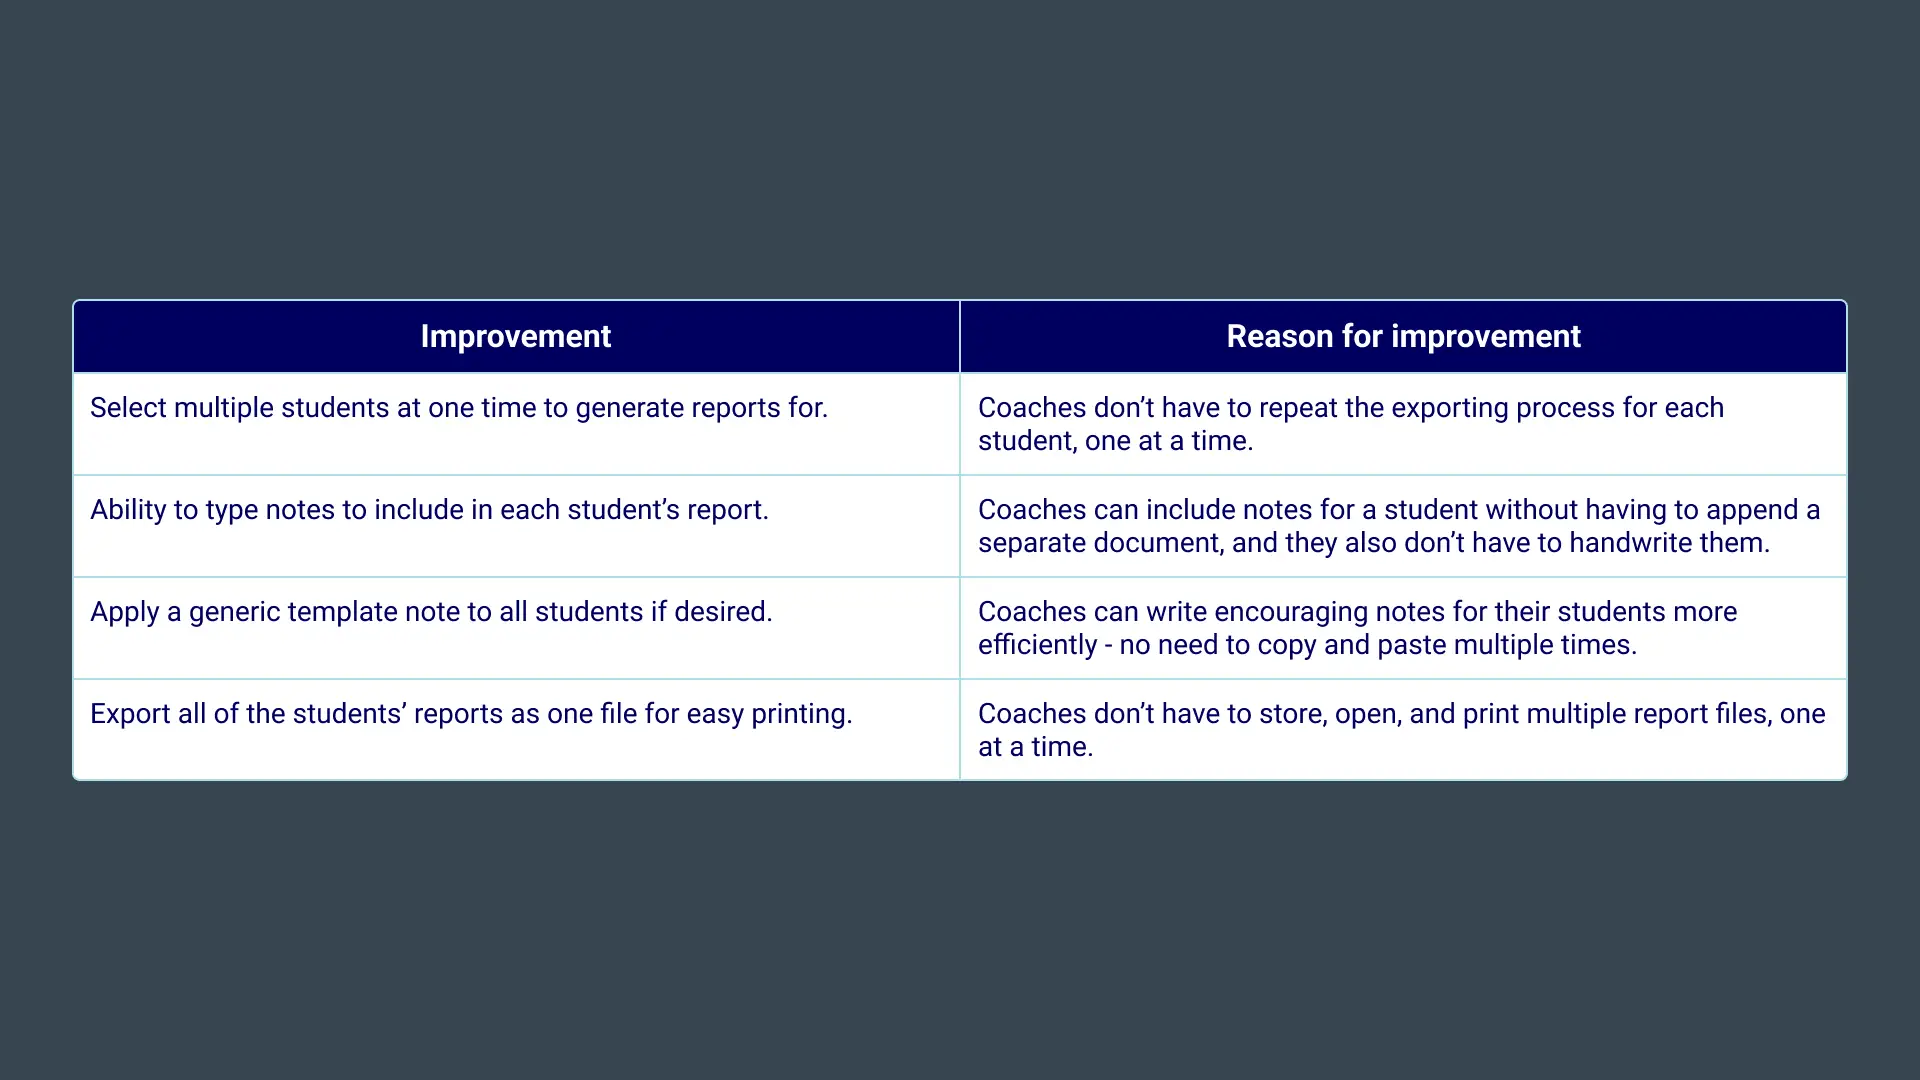 Improvement
Reason for improvement
Select multiple students at one time to generate reports for.
Coaches don’t have to repeat the exporting process for each
student, one at a time.
Ability to type notes to include in each student’s report.
Coaches can include notes for a student without having to append a
separate document, and they also don’t have to handwrite them.
Apply a generic template note to all students if desired.
Coaches can write encouraging notes for their students more
efficiently - no need to copy and paste multiple times.
Export all of the students’ reports as one file for easy printing.
Coaches don’t have to store, open, and print multiple report files, one
at a time.